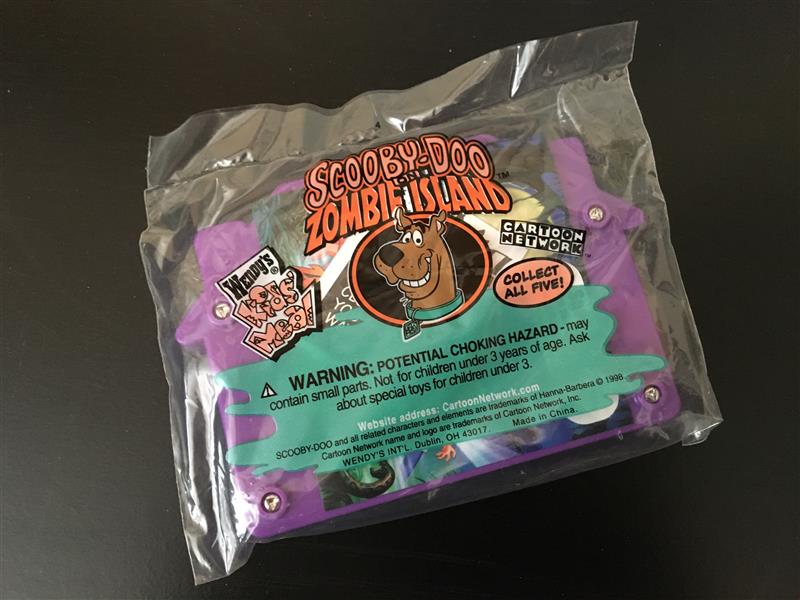 SCOOBY-DOO
ON
ZOMBIE ISLAND™
CARTOON
NETWORK™
Wendy's®
Kids'
Meal
COLLECT
ALL FIVE!
WARNING: POTENTIAL CHOKING HAZARD - may
contain small parts. Not for children under 3 years of age. Ask
about special toys for children under 3.
Website address: CartoonNetwork.com
SCOOBY-DOO and all related characters and elements are trademarks of Hanna-Barbera © 1998
Cartoon Network name and logo are trademarks of Cartoon Network, Inc.
WENDY'S INT'L. Dublin, OH 43017. Made in China.